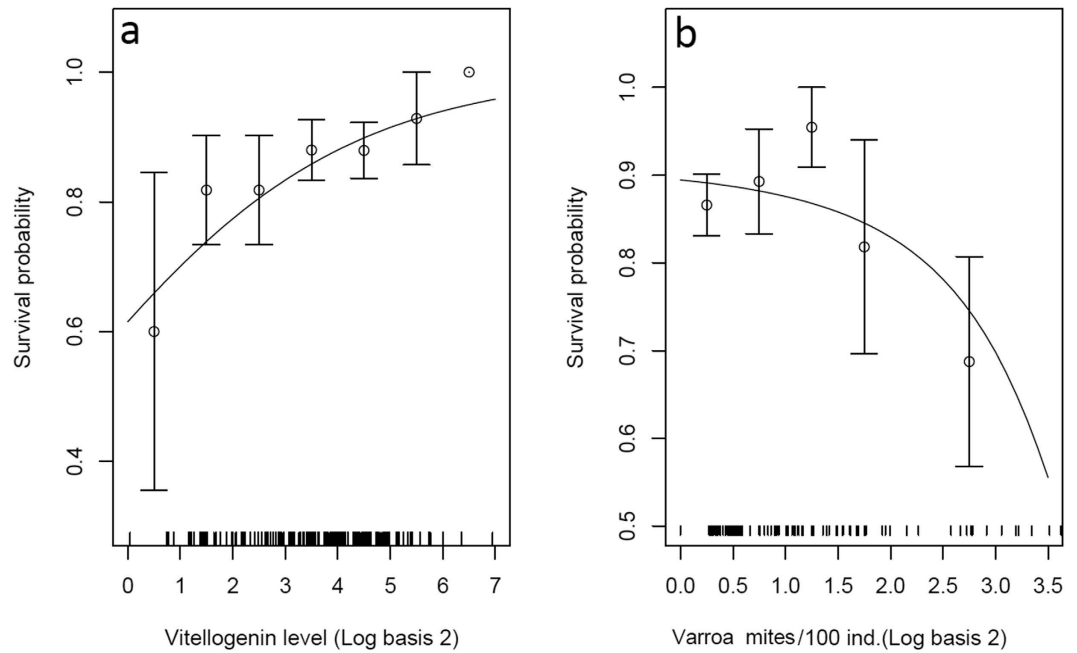 a
1.0
0.8
0.6
0.4
Survival probability
0 1 2 3 4 5 6 7
Vitellogenin level (Log basis 2)
b
1.0
0.9
0.8
0.7
0.6
0.5
Survival probability
0.0 0.5 1.0 1.5 2.0 2.5 3.0 3.5
Varroa mites/100 ind.(Log basis 2)